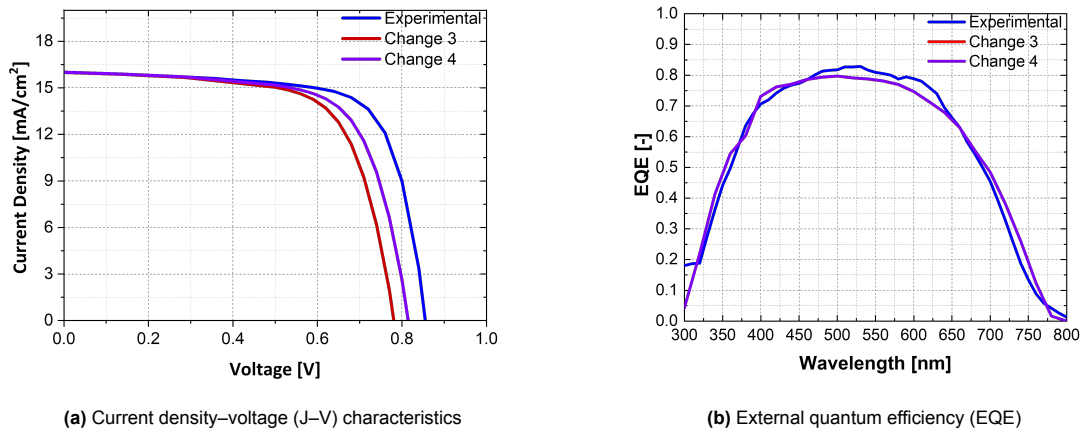 Experimental
Change 3
Change 4
18
15
12
9
6
3
0
Current Density [mA/cm²]
0.0 0.2 0.4 0.6 0.8 1.0
Voltage [V]
(a) Current density–voltage (J–V) characteristics
Experimental
Change 3
Change 4
1.0
0.9
0.8
0.7
0.6
0.5
0.4
0.3
0.2
0.1
0.0
EQE [-]
300 350 400 450 500 550 600 650 700 750 800
Wavelength [nm]
(b) External quantum efficiency (EQE)